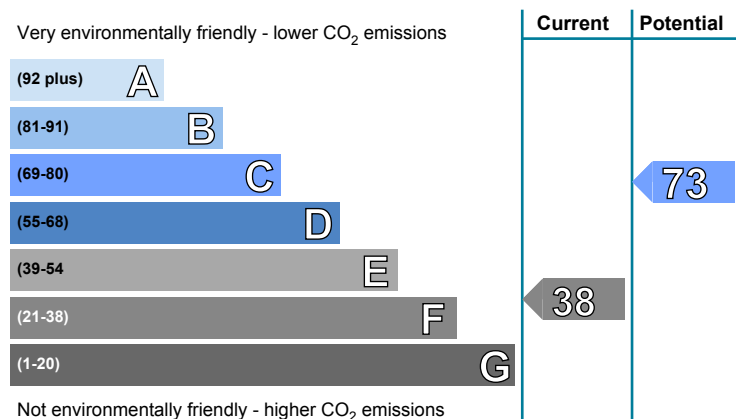 Current Potential
Very environmentally friendly - lower CO₂ emissions
(92 plus) A
(81-91) B
(69-80) C
73
(55-68) D
(39-54 E
38
(21-38) F
(1-20) G
Not environmentally friendly - higher CO₂ emissions